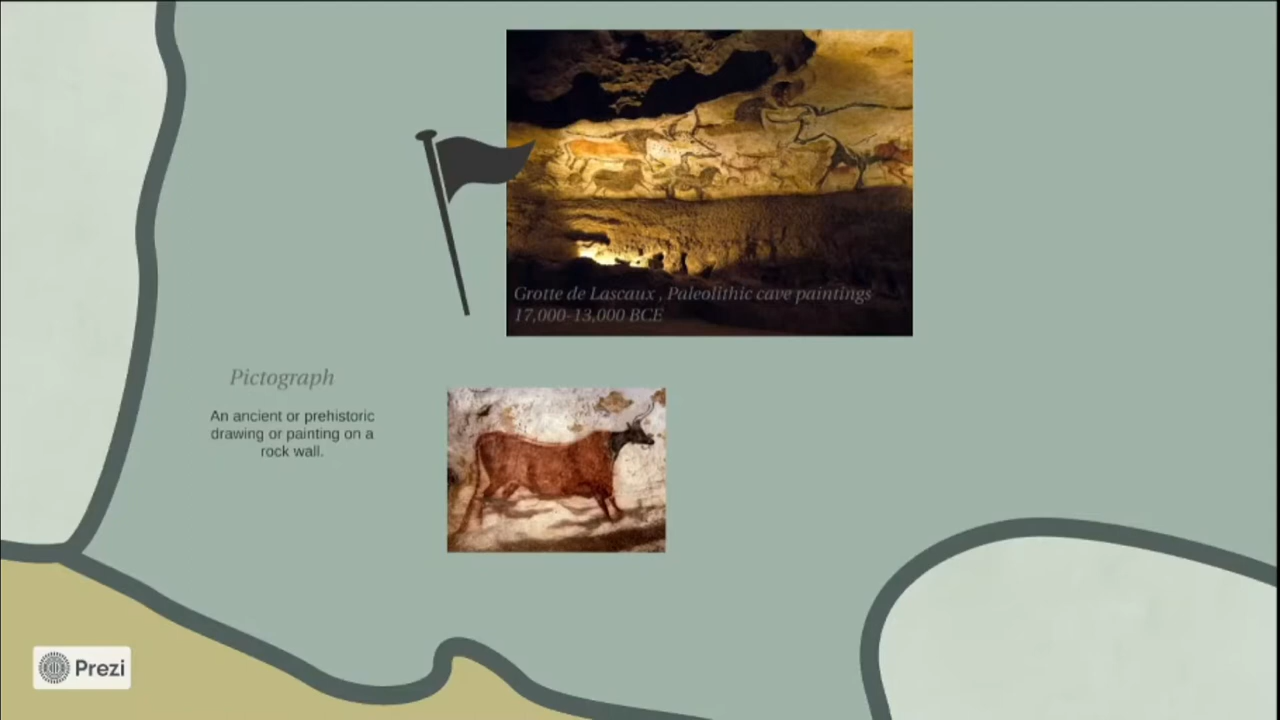 Grotte de Lascaux , Paleolithic cave paintings
17,000-13,000 BCE
Pictograph
An ancient or prehistoric
drawing or painting on a
rock wall.
Prezi